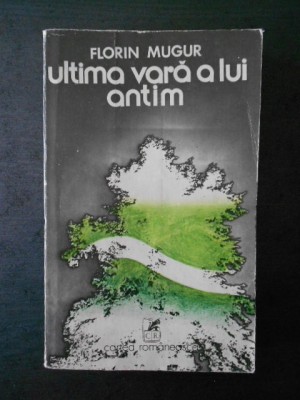 FLORIN MUGUR
ultima vară a lui
antim
cartea românească